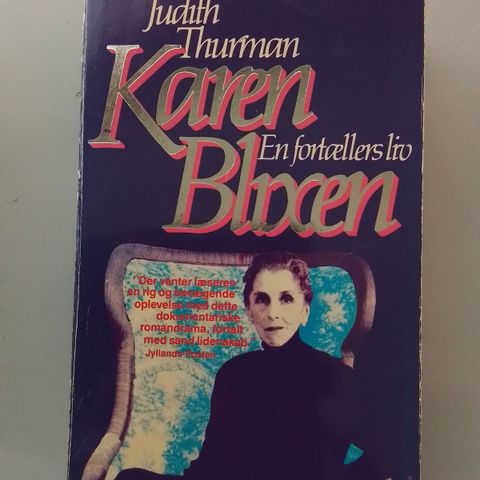 Judith
Thurman
Karen
En fortællers liv
Blixen
"Der venter læseren
en rig og bevægende
oplevelse med dette
dokumentariske
romandrama, fortalt
med sand lidenskab
Jyllands-Posten